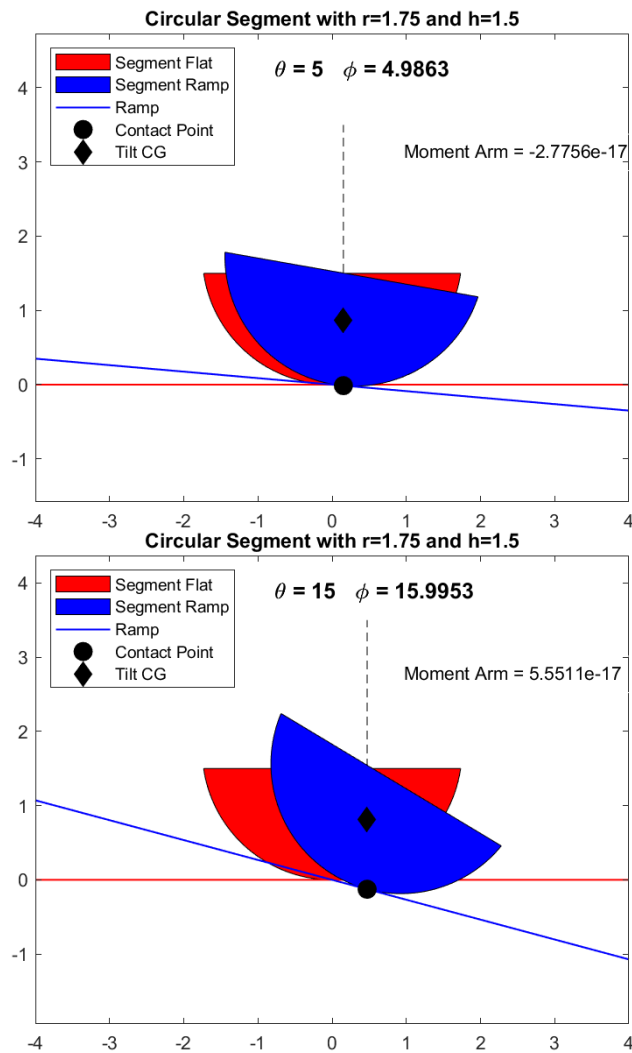 Circular Segment with r=1.75 and h=1.5
Segment Flat
Segment Ramp
Ramp
Contact Point
Tilt CG
θ = 5 ϕ = 4.9863
Moment Arm = -2.7756e-17
4
3
2
1
0
-1
-4 -3 -2 -1 0 1 2 3 4
Circular Segment with r=1.75 and h=1.5
Segment Flat
Segment Ramp
Ramp
Contact Point
Tilt CG
θ = 15 ϕ = 15.9953
Moment Arm = 5.5511e-17
4
3
2
1
0
-1
-4 -3 -2 -1 0 1 2 3 4